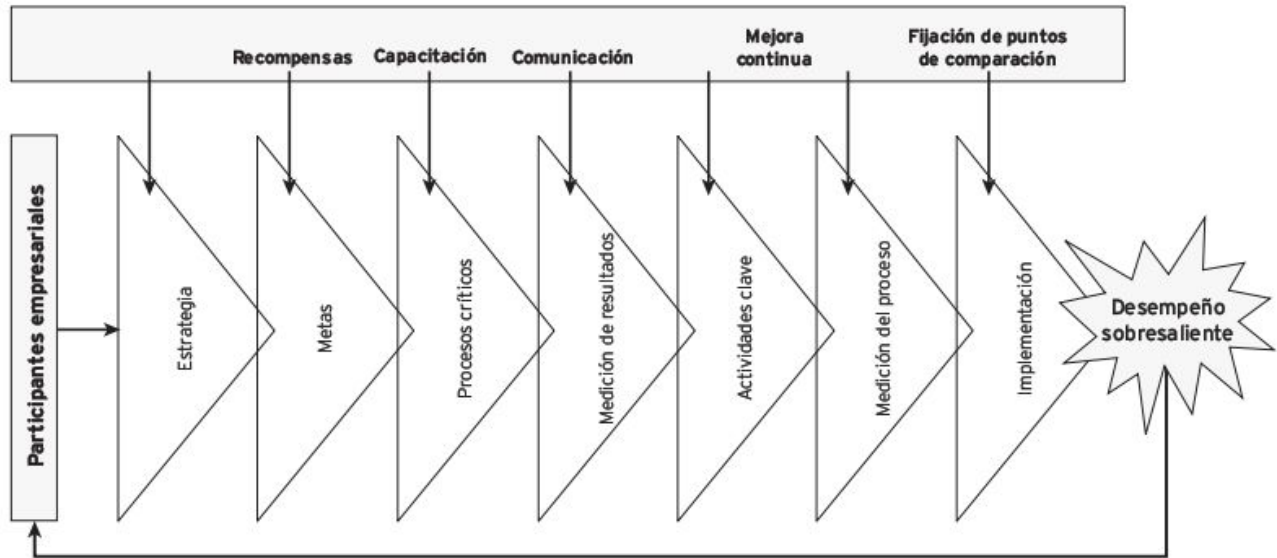 Recompensas
Capacitación
Comunicación
Mejora
continua
Fijación de puntos
de comparación
Participantes empresariales
Estrategia
Metas
Procesos críticos
Medición de resultados
Actividades clave
Medición del proceso
Implementación
Desempeño
sobresaliente